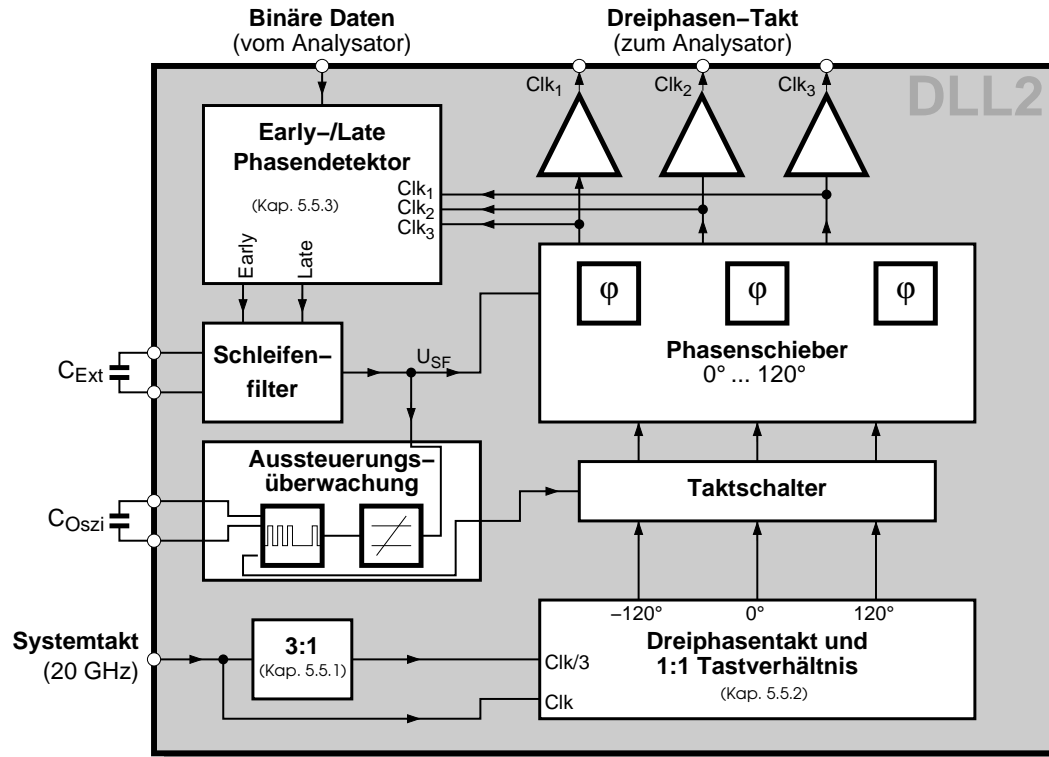 Binäre Daten
(vom Analysator)
Dreiphasen–Takt
(zum Analysator)
DLL2
Clk1
Clk2
Clk3
Early–/Late
Phasendetektor
(Kap. 5.5.3)
Clk1
Clk2
Clk3
Early
Late
φ
φ
φ
Phasenschieber
0° ... 120°
CExt
Schleifen–
filter
USF
Aussteuerungs–
überwachung
Taktschalter
COszi
–120°
0°
120°
Systemtakt
(20 GHz)
3:1
(Kap. 5.5.1)
Clk/3
Clk
Dreiphasentakt und
1:1 Tastverhältnis
(Kap. 5.5.2)